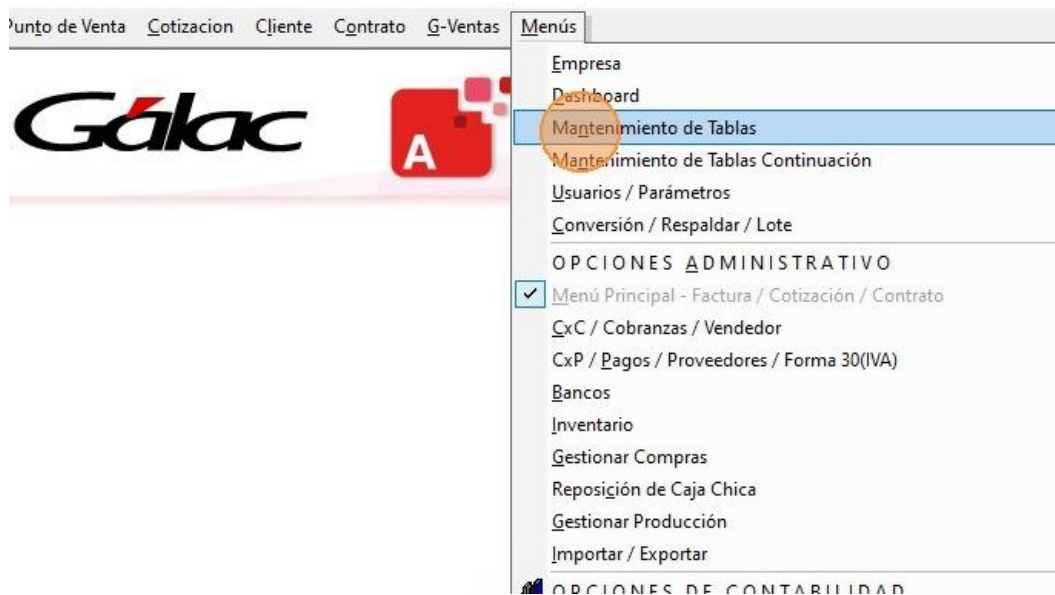 Punto de Venta Cotizacion Cliente Contrato G-Ventas Menús
Gálac
A
Empresa
Dashboard
Mantenimiento de Tablas
Mantenimiento de Tablas Continuación
Usuarios / Parámetros
Conversión / Respaldar / Lote
OPCIONES ADMINISTRATIVO
Menú Principal - Factura / Cotización / Contrato
CxC / Cobranzas / Vendedor
CxP / Pagos / Proveedores / Forma 30(IVA)
Bancos
Inventario
Gestionar Compras
Reposición de Caja Chica
Gestionar Producción
Importar / Exportar
OPCIONES DE CONTABILIDAD